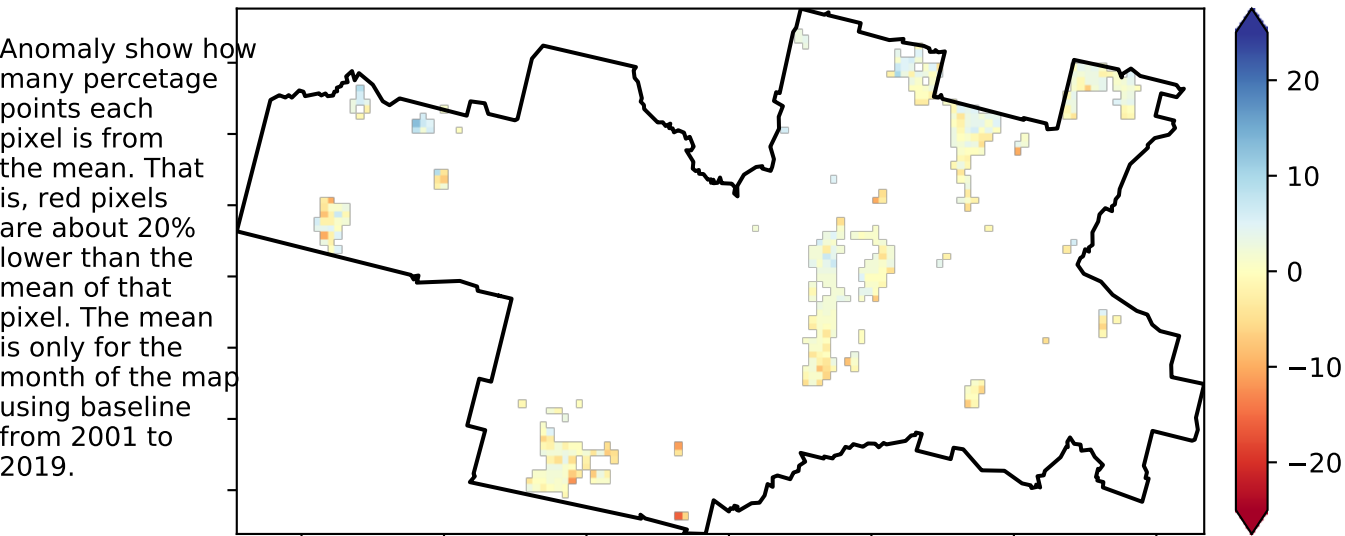 Anomaly show how
many percetage
points each
pixel is from
the mean. That
is, red pixels
are about 20%
lower than the
mean of that
pixel. The mean
is only for the
month of the map
using baseline
from 2001 to
2019.
20
10
0
−10
−20